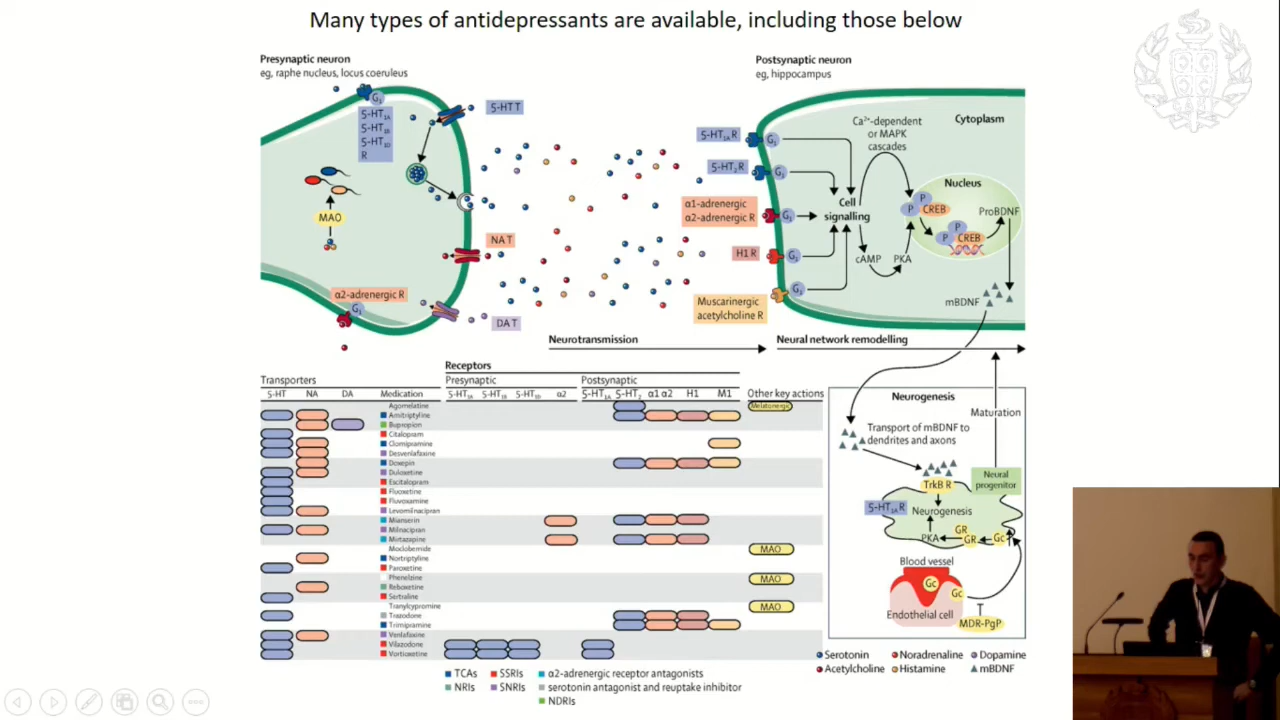 Many types of antidepressants are available, including those below
Presynaptic neuron
eg, raphe nucleus, locus coeruleus
5-HT1A
5-HT1B
5-HT1D
R
5-HT T
MAO
NA T
α2-adrenergic R
DA T
Postsynaptic neuron
eg, hippocampus
5-HT1A R
5-HT2 R
α1-adrenergic
α2-adrenergic R
H1 R
Muscarinergic
acetylcholine R
Ca²⁺-dependent
or MAPK
cascades
Cytoplasm
Cell
signalling
Nucleus
P
P
CREB
ProBDNF
P
P
CREB
cAMP
PKA
mBDNF
Neurotransmission
Neural network remodelling
Receptors
Transporters
Presynaptic
Postsynaptic
5-HT NA DA Medication 5-HT1A 5-HT1B 5-HT1D α2 5-HT1A 5-HT2 α1 α2 H1 M1 Other key actions
Agomelatine Melatonergic
Amitriptyline
Bupropion
Citalopram
Clomipramine
Desvenlafaxine
Doxepin
Duloxetine
Escitalopram
Fluoxetine
Fluvoxamine
Levomilnacipran
Mianserin
Milnacipran
Mirtazapine
Moclobemide MAO
Nortriptyline
Paroxetine
Phenelzine MAO
Reboxetine
Sertraline
Tranylcypromine MAO
Trazodone
Trimipramine
Venlafaxine
Vilazodone
Vortioxetine
TCAs SSRIs α2-adrenergic receptor antagonists
NRIs SNRIs serotonin antagonist and reuptake inhibitor
NDRIs
Neurogenesis
Maturation
Transport of mBDNF to
dendrites and axons
TrkB R
Neural
progenitor
5-HT1A R
Neurogenesis
PKA
GR
GR
Gc
Blood vessel
Gc
Gc
Endothelial cell
MDR-PgP
Serotonin Noradrenaline Dopamine
Acetylcholine Histamine mBDNF